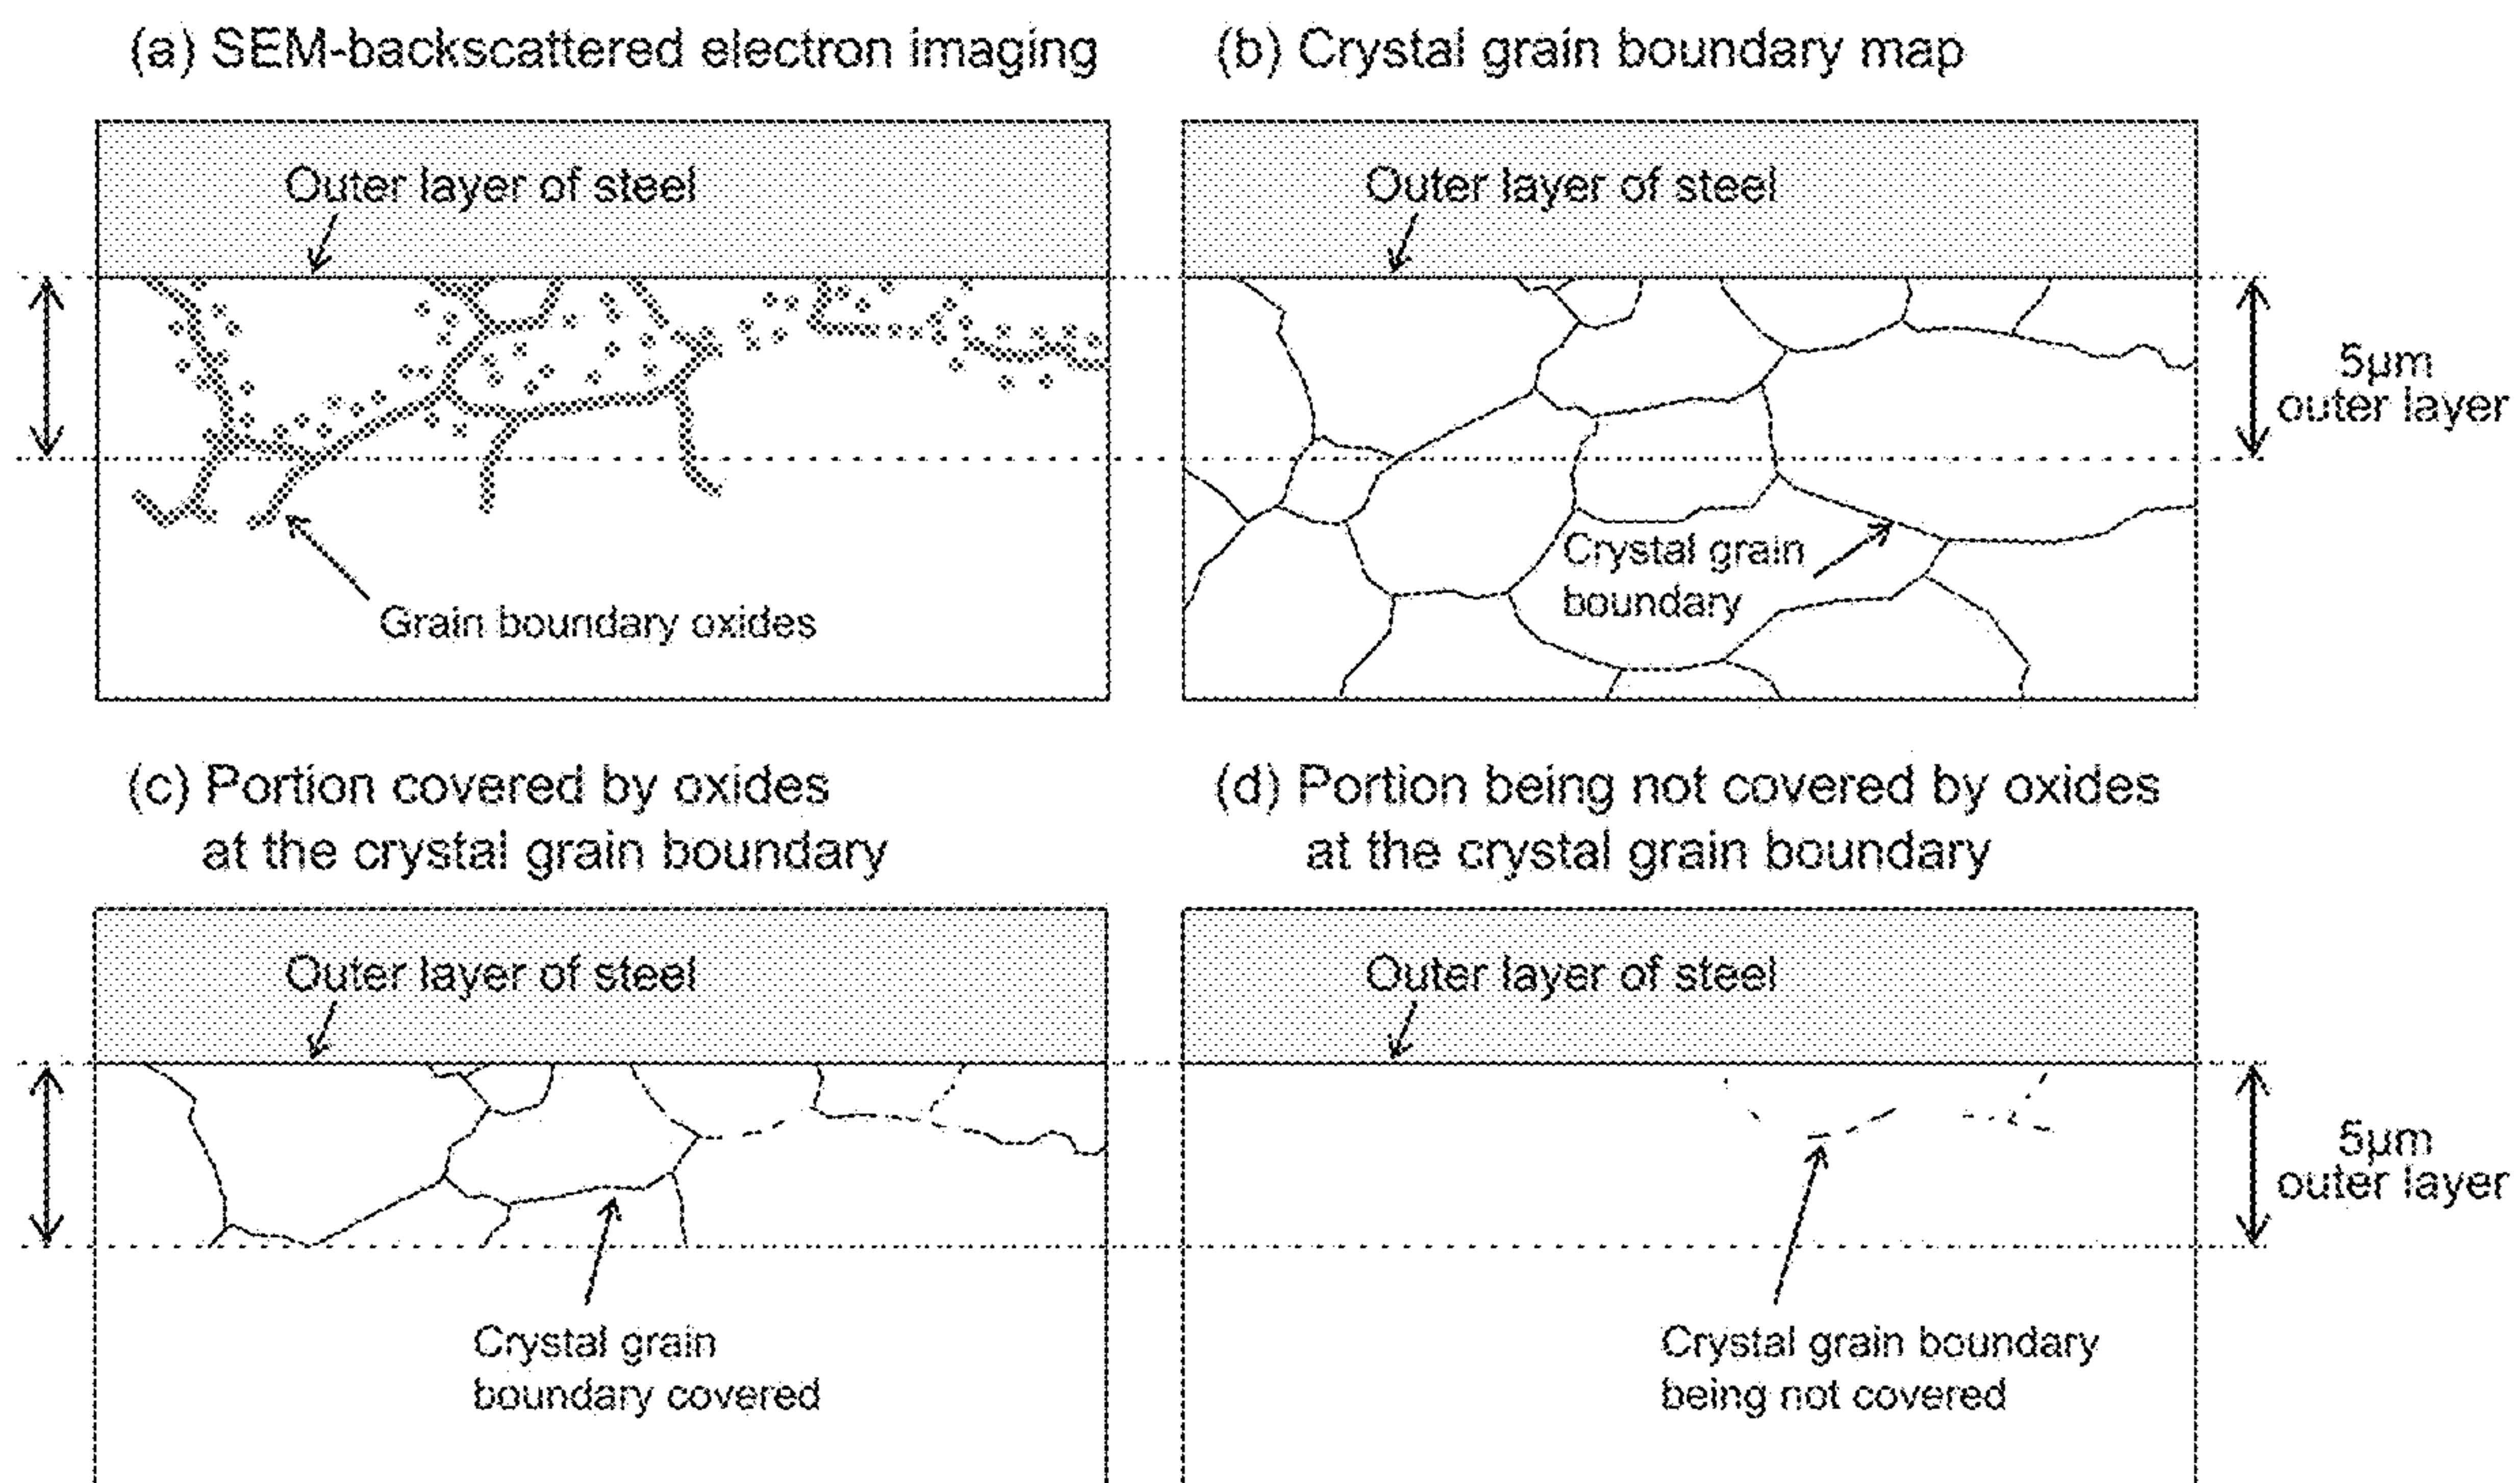 (a) SEM-backscattered electron imaging
(b) Crystal grain boundary map
Outer layer of steel
Outer layer of steel
5μm
outer layer
Crystal grain
boundary
Grain boundary oxides
(c) Portion covered by oxides
at the crystal grain boundary
(d) Portion being not covered by oxides
at the crystal grain boundary
Outer layer of steel
Outer layer of steel
5μm
outer layer
Crystal grain
boundary covered
Crystal grain boundary
being not covered